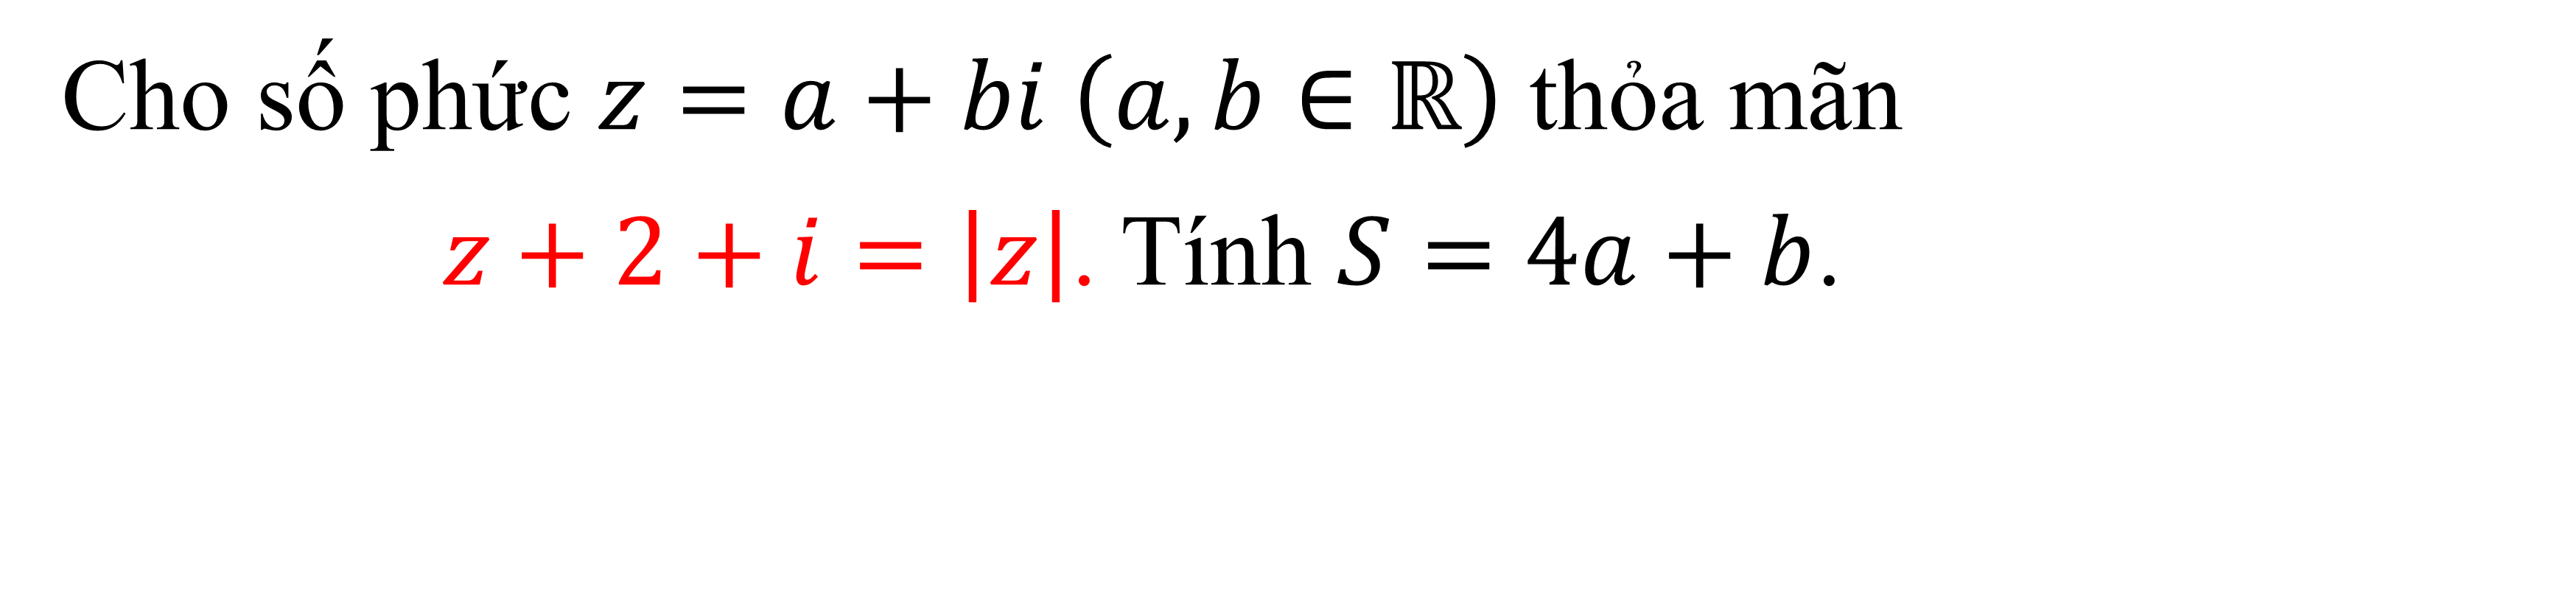 Cho số phức z = a + bi (a, b ∈ ℝ) thỏa mãn
z + 2 + i = |z|. Tính S = 4a + b.